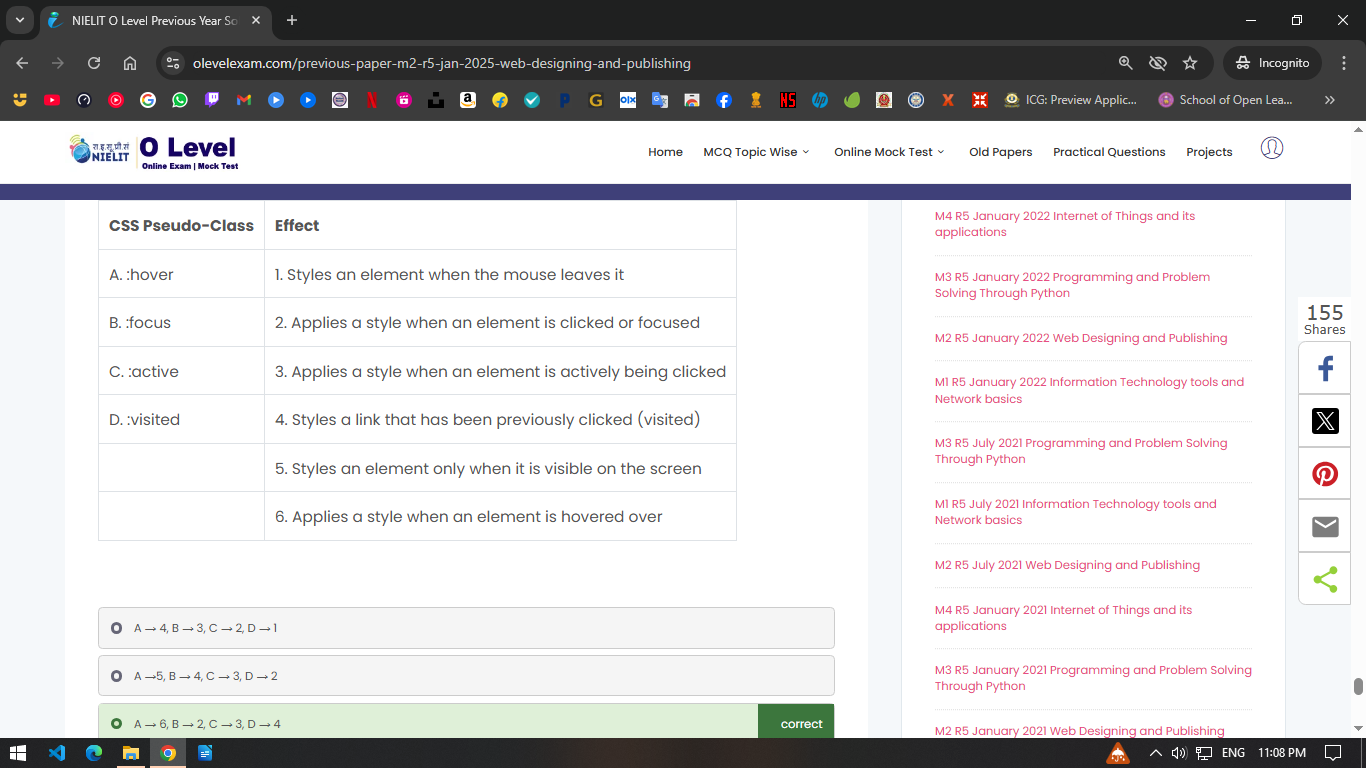 NIELIT O Level Previous Year So
olevelexam.com/previous-paper-m2-r5-jan-2025-web-designing-and-publishing
Incognito
ICG: Preview Applic...
School of Open Lea...
NIELIT
O Level
Online Exam | Mock Test
Home
MCQ Topic Wise
Online Mock Test
Old Papers
Practical Questions
Projects
CSS Pseudo-Class Effect
A. :hover 1. Styles an element when the mouse leaves it
B. :focus 2. Applies a style when an element is clicked or focused
C. :active 3. Applies a style when an element is actively being clicked
D. :visited 4. Styles a link that has been previously clicked (visited)
5. Styles an element only when it is visible on the screen
6. Applies a style when an element is hovered over
A → 4, B → 3, C → 2, D → 1
A →5, B → 4, C → 3, D → 2
A → 6, B → 2, C → 3, D → 4
correct
M4 R5 January 2022 Internet of Things and its
applications
M3 R5 January 2022 Programming and Problem
Solving Through Python
M2 R5 January 2022 Web Designing and Publishing
M1 R5 January 2022 Information Technology tools and
Network basics
M3 R5 July 2021 Programming and Problem Solving
Through Python
M1 R5 July 2021 Information Technology tools and
Network basics
M2 R5 July 2021 Web Designing and Publishing
M4 R5 January 2021 Internet of Things and its
applications
M3 R5 January 2021 Programming and Problem Solving
Through Python
M2 R5 January 2021 Web Designing and Publishing
155
Shares
ENG
11:08 PM